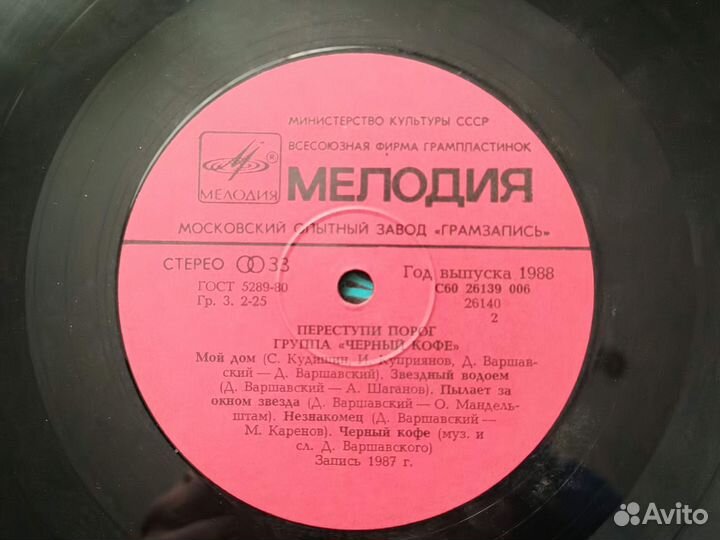 МИНИСТЕРСТВО КУЛЬТУРЫ СССР
ВСЕСОЮЗНАЯ ФИРМА ГРАМПЛАСТИНОК
МЕЛОДИЯ ® МЕЛОДИЯ
МОСКОВСКИЙ ОПЫТНЫЙ ЗАВОД «ГРАМЗАПИСЬ»
СТЕРЕО 33 Год выпуска 1988
ГОСТ 5289-80 С60 26139 006
Гр. 3. 2-25 26140
2
ПЕРЕСТУПИ ПОРОГ
ГРУППА «ЧЕРНЫЙ КОФЕ»
Мой дом (С. Кудишин, И. Куприянов, Д. Варшав-
ский — Д. Варшавский). Звездный водоем
(Д. Варшавский — А. Шаганов). Пылает за
окном звезда (Д. Варшавский — О. Мандель-
штам). Незнакомец (Д. Варшавский —
М. Каренов). Черный кофе (муз. и
сл. Д. Варшавского)
Запись 1987 г.
Avito